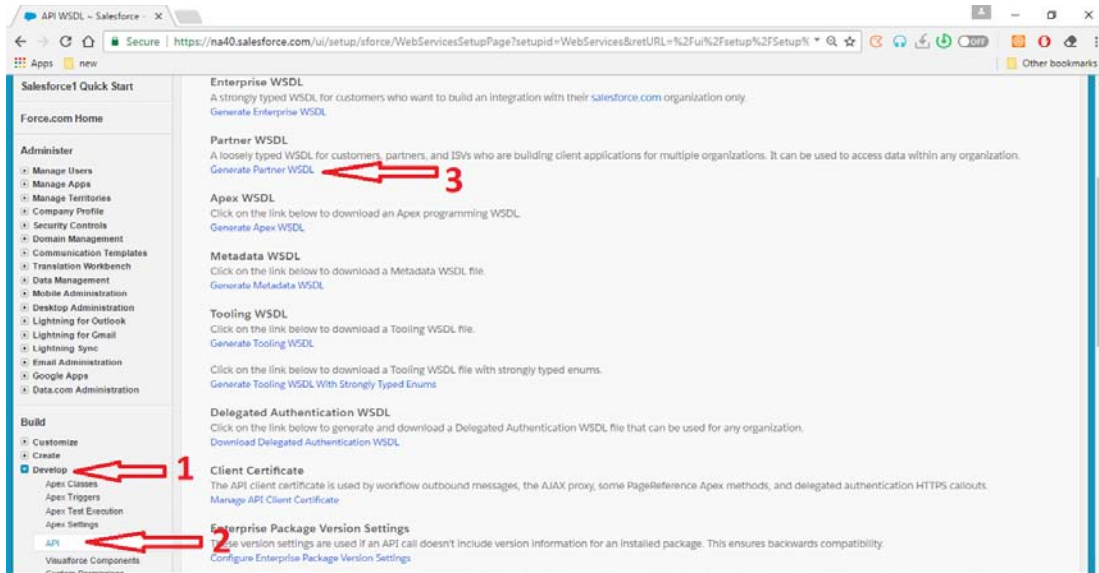 API WSDL ~ Salesforce -
Secure | https://na40.salesforce.com/ui/setup/sforce/WebServicesSetupPage?setupid=WebServices&retURL=%2Fui%2Fsetup%2FSetup%
Off
Apps new Other bookmarks
Salesforce1 Quick Start
Force.com Home
Administer
Manage Users
Manage Apps
Manage Territories
Company Profile
Security Controls
Domain Management
Communication Templates
Translation Workbench
Data Management
Mobile Administration
Desktop Administration
Lightning for Outlook
Lightning for Gmail
Lightning Sync
Email Administration
Google Apps
Data.com Administration
Build
Customize
Create
Develop 1
Apex Classes
Apex Triggers
Apex Test Execution
Apex Settings
API 2
Visualforce Components
Custom Permissions
Enterprise WSDL
A strongly typed WSDL for customers who want to build an integration with their salesforce.com organization only.
Generate Enterprise WSDL
Partner WSDL
A loosely typed WSDL for customers, partners, and ISVs who are building client applications for multiple organizations. It can be used to access data within any organization.
Generate Partner WSDL 3
Apex WSDL
Click on the link below to download an Apex programming WSDL.
Generate Apex WSDL
Metadata WSDL
Click on the link below to download a Metadata WSDL file.
Generate Metadata WSDL
Tooling WSDL
Click on the link below to download a Tooling WSDL file.
Generate Tooling WSDL
Click on the link below to download a Tooling WSDL file with strongly typed enums.
Generate Tooling WSDL With Strongly Typed Enums
Delegated Authentication WSDL
Click on the link below to generate and download a Delegated Authentication WSDL file that can be used for any organization.
Download Delegated Authentication WSDL
Client Certificate
The API client certificate is used by workflow outbound messages, the AJAX proxy, some PageReference Apex methods, and delegated authentication HTTPS callouts.
Manage API Client Certificate
Enterprise Package Version Settings
These version settings are used if an API call doesn't include version information for an installed package. This ensures backwards compatibility.
Configure Enterprise Package Version Settings